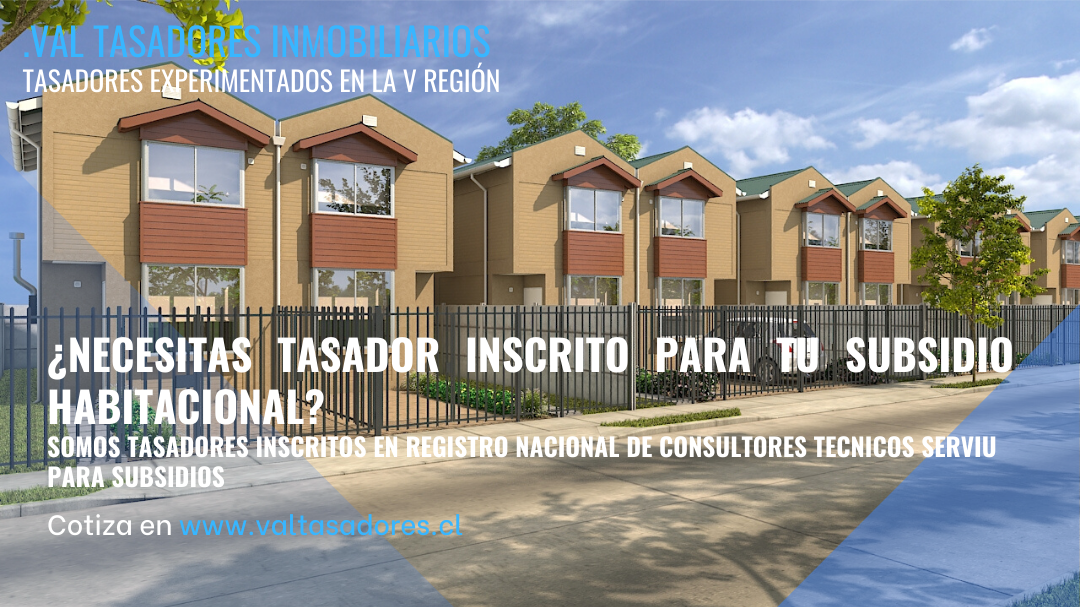 .VAL TASADORES INMOBILIARIOS
TASADORES EXPERIMENTADOS EN LA V REGIÓN
¿NECESITAS TASADOR INSCRITO PARA TU SUBSIDIO
HABITACIONAL?
SOMOS TASADORES INSCRITOS EN REGISTRO NACIONAL DE CONSULTORES TECNICOS SERVIU
PARA SUBSIDIOS
Cotiza en www.valtasadores.cl